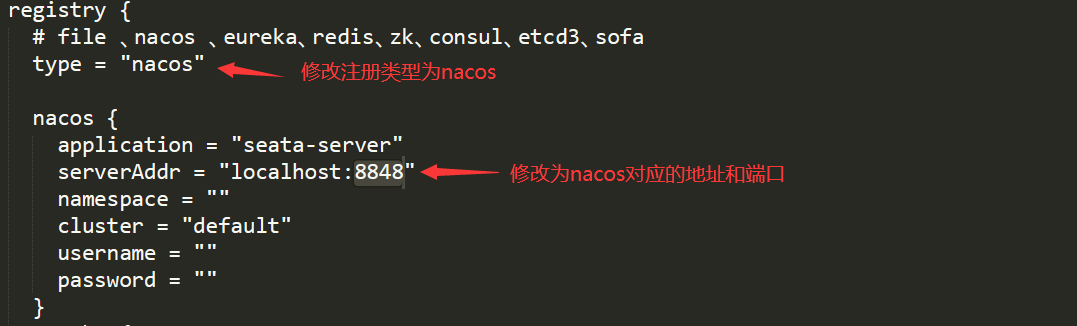 registry {
# file 、nacos 、eureka、redis、zk、consul、etcd3、sofa
type = "nacos"
修改注册类型为nacos
nacos {
application = "seata-server"
serverAddr = "localhost:8848"
修改为nacos对应的地址和端口
namespace = ""
cluster = "default"
username = ""
password = ""
}